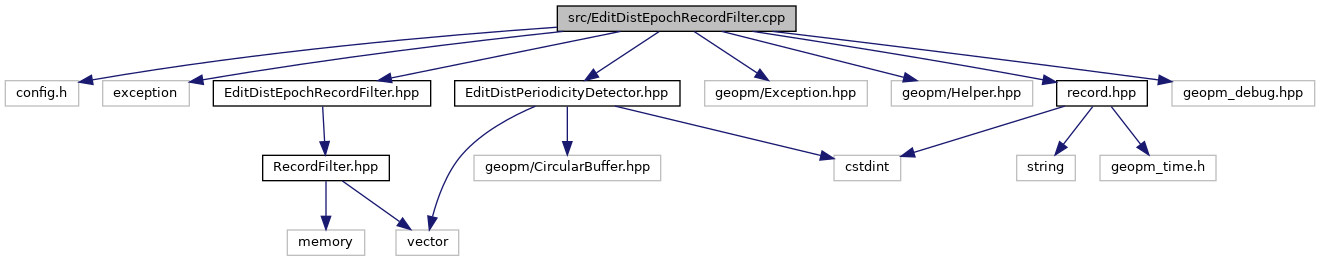 src/EditDistEpochRecordFilter.cpp
config.h
exception
EditDistEpochRecordFilter.hpp
EditDistPeriodicityDetector.hpp
geopm/Exception.hpp
geopm/Helper.hpp
record.hpp
geopm_debug.hpp
RecordFilter.hpp
geopm/CircularBuffer.hpp
cstdint
string
geopm_time.h
memory
vector